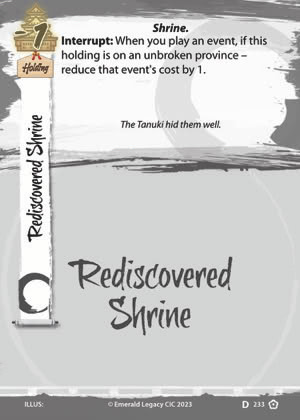 1
Holding
Shrine.
Interrupt: When you play an event, if this
holding is on an unbroken province –
reduce that event's cost by 1.
The Tanuki hid them well.
Rediscovered Shrine
Rediscovered
Shrine
ILLUS:
© Emerald Legacy CIC 2023
D 233